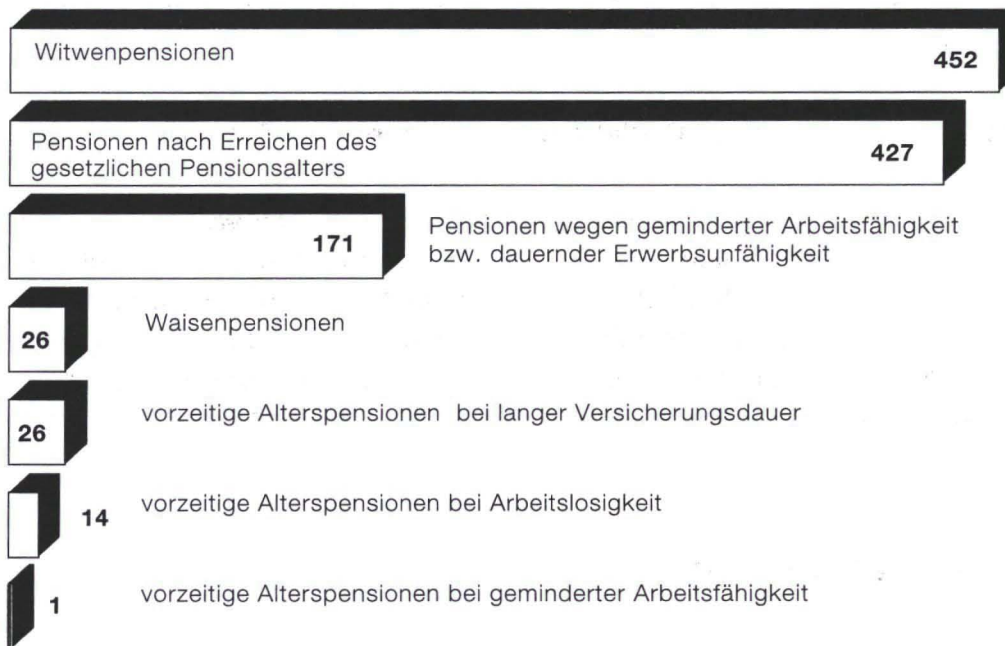 Witwenpensionen 452
Pensionen nach Erreichen des
gesetzlichen Pensionsalters 427
171 Pensionen wegen geminderter Arbeitsfähigkeit
bzw. dauernder Erwerbsunfähigkeit
26 Waisenpensionen
26 vorzeitige Alterspensionen bei langer Versicherungsdauer
14 vorzeitige Alterspensionen bei Arbeitslosigkeit
1 vorzeitige Alterspensionen bei geminderter Arbeitsfähigkeit